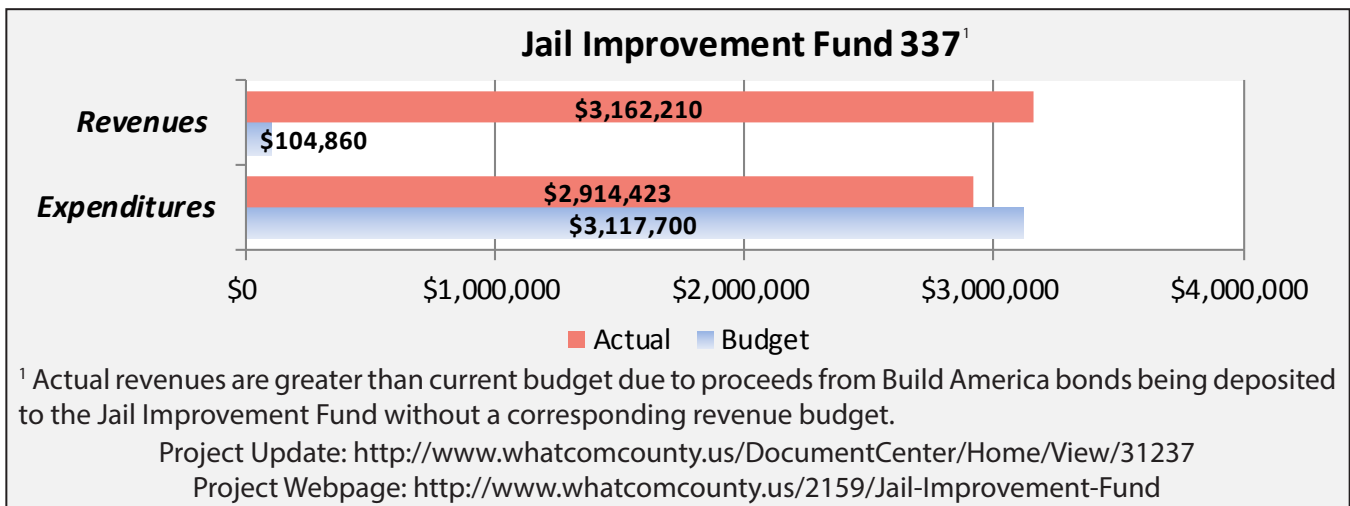 Jail Improvement Fund 337¹
Revenues
$3,162,210
$104,860
Expenditures
$2,914,423
$3,117,700
$0 $1,000,000 $2,000,000 $3,000,000 $4,000,000
Actual Budget
¹ Actual revenues are greater than current budget due to proceeds from Build America bonds being deposited
to the Jail Improvement Fund without a corresponding revenue budget.
Project Update: http://www.whatcomcounty.us/DocumentCenter/Home/View/31237
Project Webpage: http://www.whatcomcounty.us/2159/Jail-Improvement-Fund